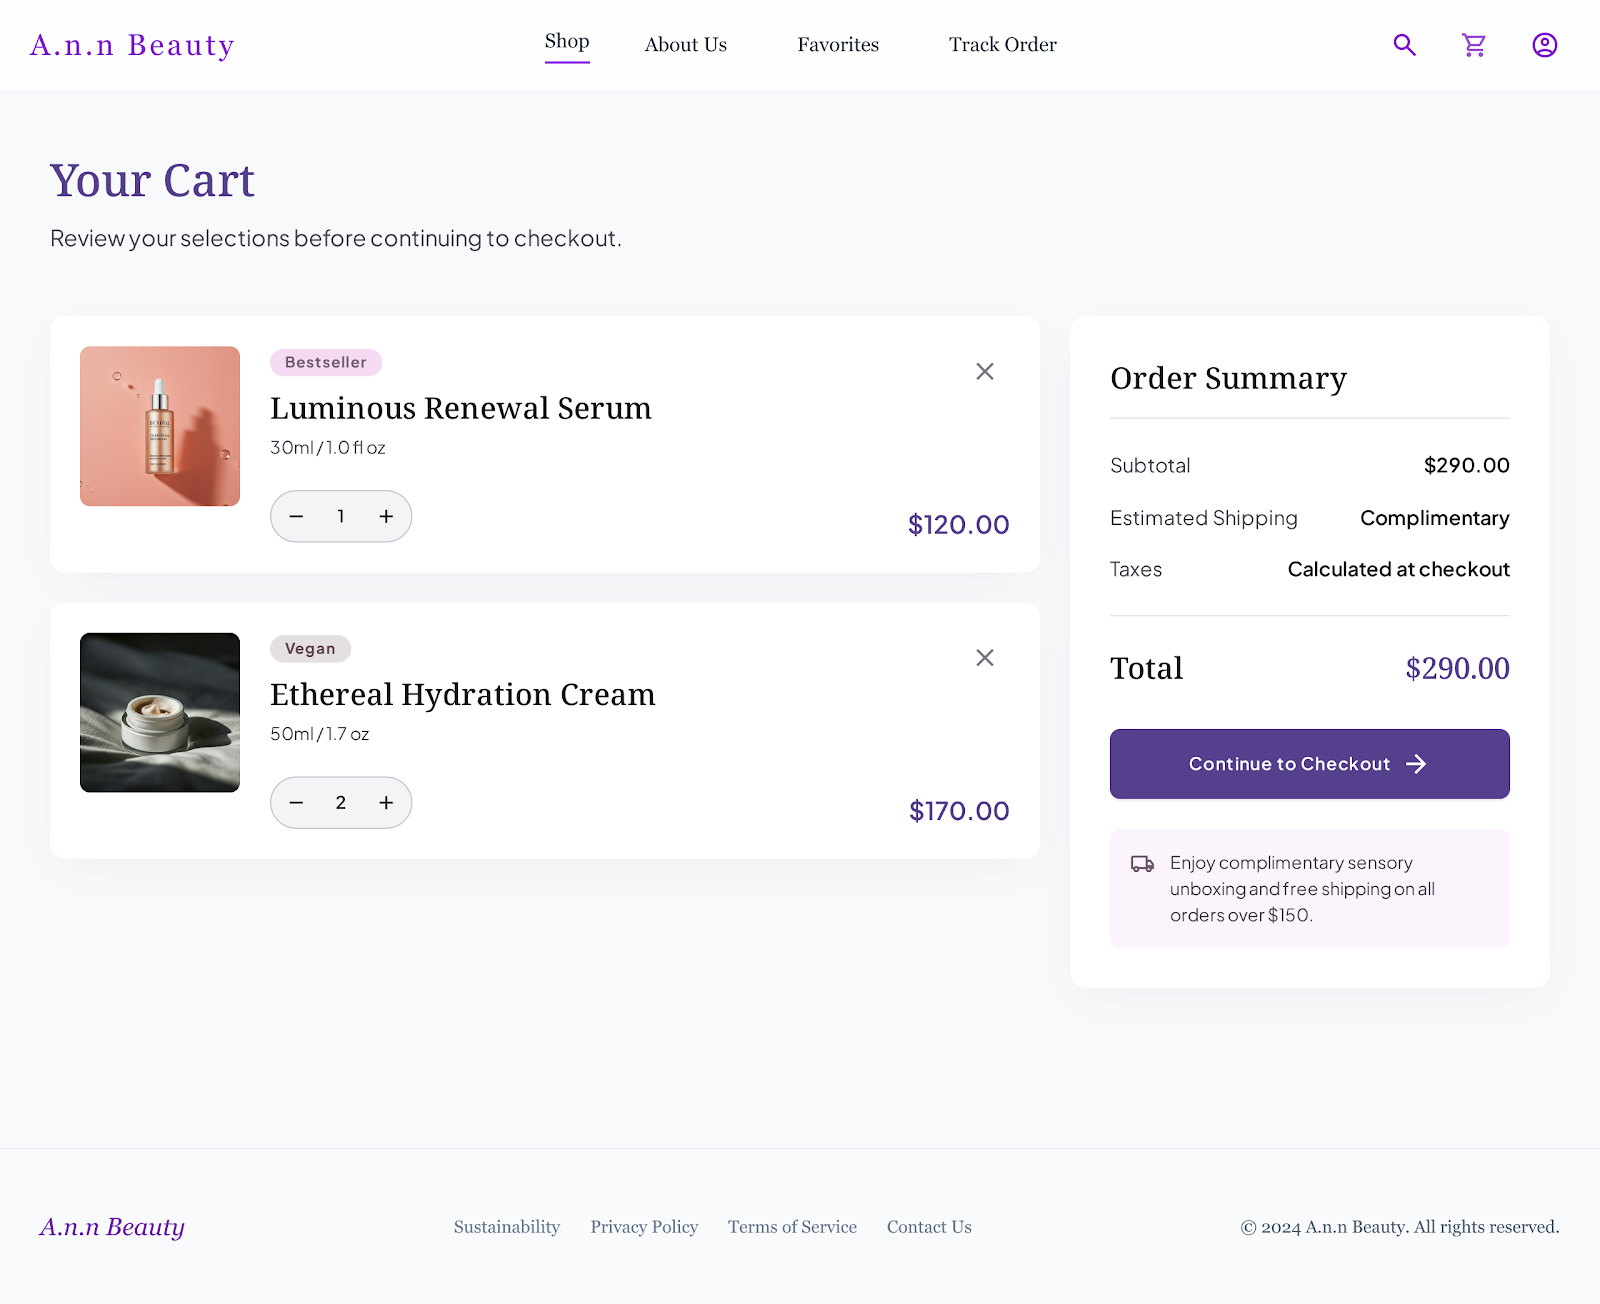 A.n.n Beauty
Shop
About Us
Favorites
Track Order
Your Cart
Review your selections before continuing to checkout.
Bestseller
Luminous Renewal Serum
30ml / 1.0 fl oz
− 1 +
$120.00
Vegan
Ethereal Hydration Cream
50ml / 1.7 oz
− 2 +
$170.00
Order Summary
Subtotal $290.00
Estimated Shipping Complimentary
Taxes Calculated at checkout
Total $290.00
Continue to Checkout →
Enjoy complimentary sensory
unboxing and free shipping on all
orders over $150.
A.n.n Beauty
Sustainability
Privacy Policy
Terms of Service
Contact Us
© 2024 A.n.n Beauty. All rights reserved.